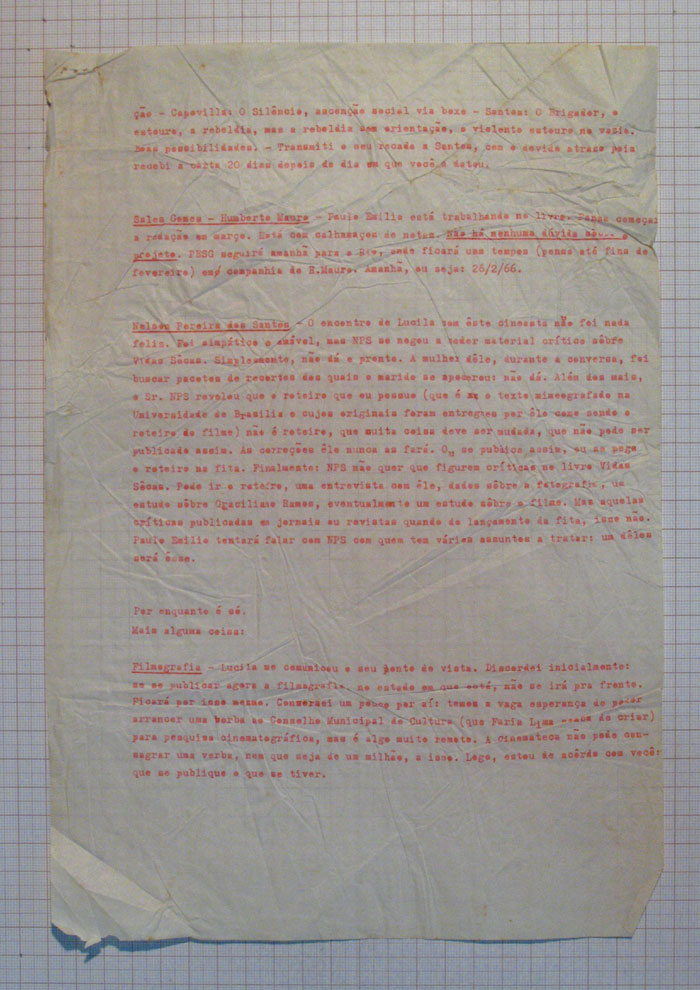 ção - Capovilla: O Silêncio, ascenção social via boxe - Santos: O Brigador, o
estouro, a rebeldia, mas a rebeldia sem orientação, o violento estouro no vazio.
Boas possibilidades. - Transmiti o seu recado a Santos, com o devido atraso pois
recebi a carta 20 dias depois do dia em que você a datou.
Sales Gomes - Humberto Mauro - Paulo Emilio está trabalhando no livro. Pensa começar
a redação em março. Está com calhamaços de notas. Não há nenhuma dúvida o
projeto. PESG seguirá amanhã para o Rio, onde ficará uns tempos (penso até fins de
fevereiro) em companhia de H.Mauro. Amanhã, ou seja: 26/2/66.
Nelson Pereira dos Santos - O encontro de Lucila com êste cineasta não foi nada
feliz. Foi simpático e amável, mas NPS se negou a ceder material crítico sôbre
Vidas Sêcas. Simplesmente, não dá e pronto. A mulher dêle, durante a conversa, foi
buscar pacotes de recortes dos quais o marido se apoderou: não dá. Além do mais,
o Sr. NPS revelou que o roteiro que eu possuo (que é o texto mimeografado na
Universidade de Brasilia e cujos originais foram entregues por êle como sendo o
roteiro do filme) não é roteiro, que muita coisa deve ser mudada, que não pode ser
publicado assim. As correções êle nunca as fará. Ou se publica assim, ou se pega
o roteiro na fita. Finalmente: NPS não quer que figurem críticas no livro Vidas
Sêcas. Pode ir o roteiro, uma entrevista com êle, dados sôbre a fotografia, um
estudo sôbre Graciliano Ramos, eventualmente um estudo sôbre o filme. Mas aquelas
críticas publicadas em jornais ou revistas quando do lançamento da fita, isso não.
Paulo Emilio tentará falar com NPS com quem tem vários assuntos a tratar: um dêles
será êsse.
Por enquanto é só.
Mais alguma coisa:
Filmografia - Lucila me comunicou o seu ponto de vista. Discordei inicialmente:
se se publicar agora a filmografia, no estado em que está, não se irá pra frente.
Ficará por isso mesmo. Conversei um pouco por aí: temos a vaga esperança de poder
arrancar uma verba ao Conselho Municipal de Cultura (que Faria Lima de criar)
para pesquisa cinematográfica, mas é algo muito remoto. A Cinemateca não pode con-
sagrar uma verba, nem que seja de um milhão, a isso. Logo, estou de acôrdo com você:
que se publique o que se tiver.